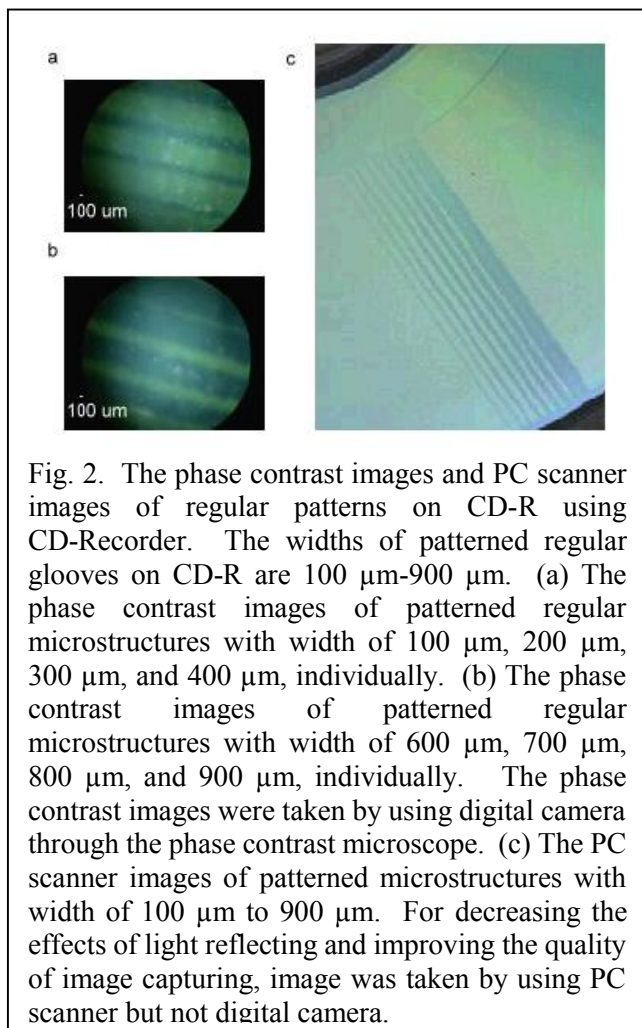 a
c
100 um
b
100 um
Fig. 2. The phase contrast images and PC scanner
images of regular patterns on CD-R using
CD-Recorder. The widths of patterned regular
glooves on CD-R are 100 µm-900 µm. (a) The
phase contrast images of patterned regular
microstructures with width of 100 µm, 200 µm,
300 µm, and 400 µm, individually. (b) The phase
contrast images of patterned regular
microstructures with width of 600 µm, 700 µm,
800 µm, and 900 µm, individually. The phase
contrast images were taken by using digital camera
through the phase contrast microscope. (c) The PC
scanner images of patterned microstructures with
width of 100 µm to 900 µm. For decreasing the
effects of light reflecting and improving the quality
of image capturing, image was taken by using PC
scanner but not digital camera.